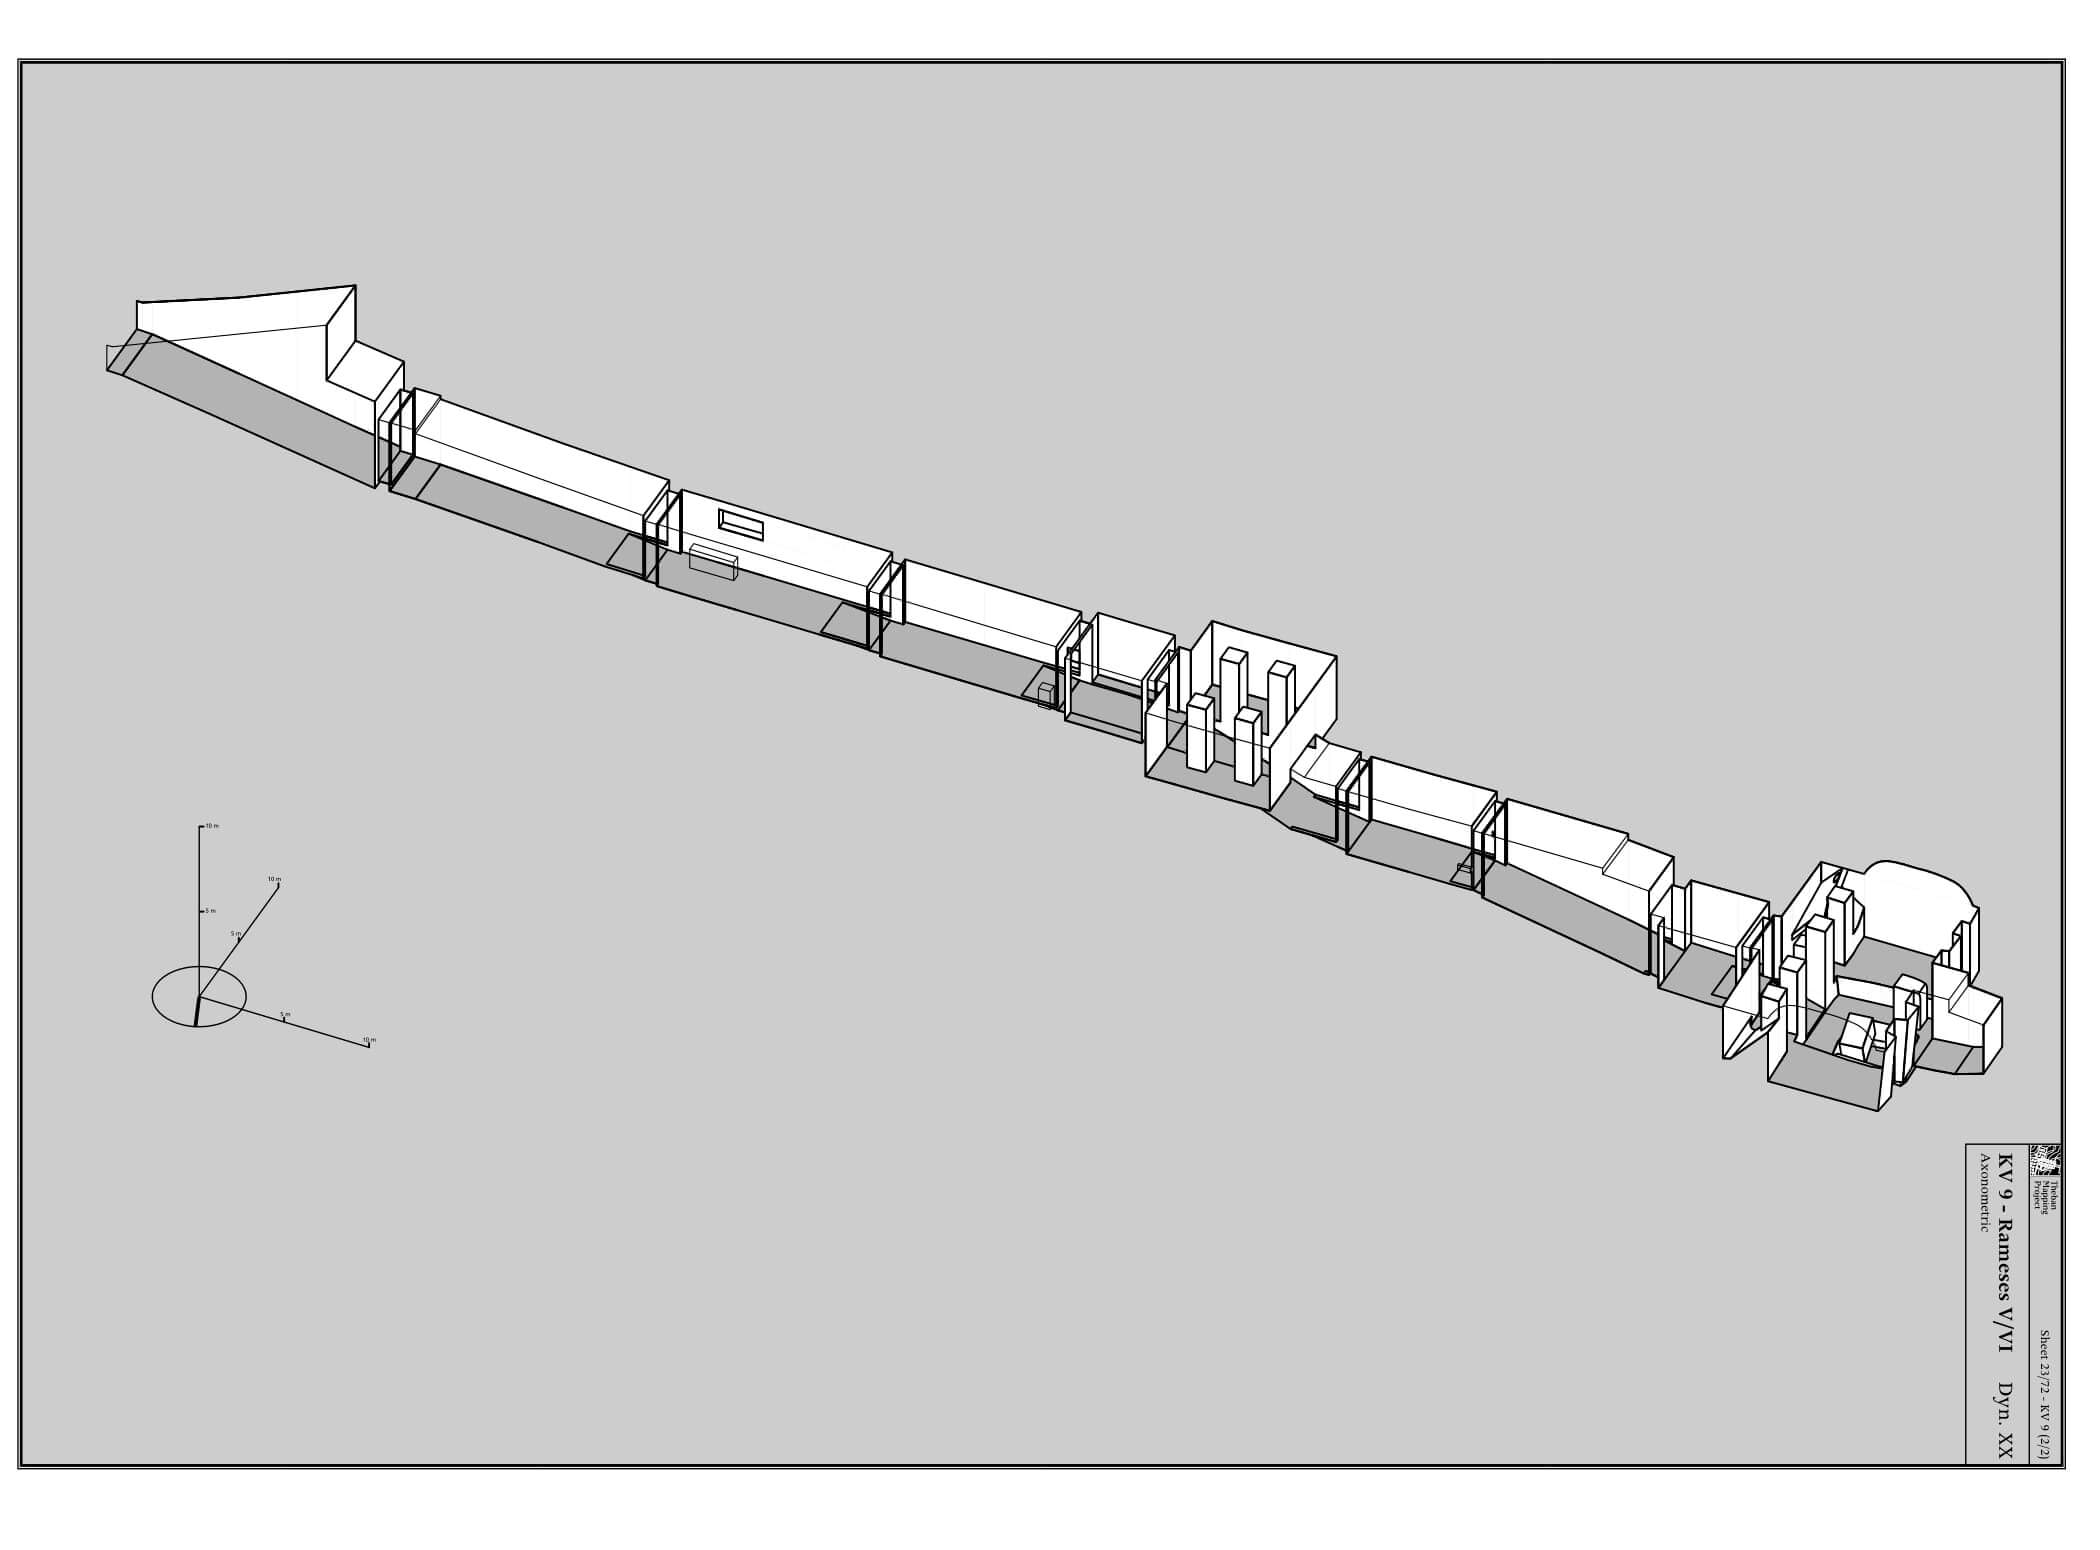 Theban
Mapping
Project
Sheet 23/72 - KV 9 (2/2)
KV 9 - Rameses V/VI Dyn. XX
Axonometric
10 m
5 m
10 m
5 m
5 m
10 m